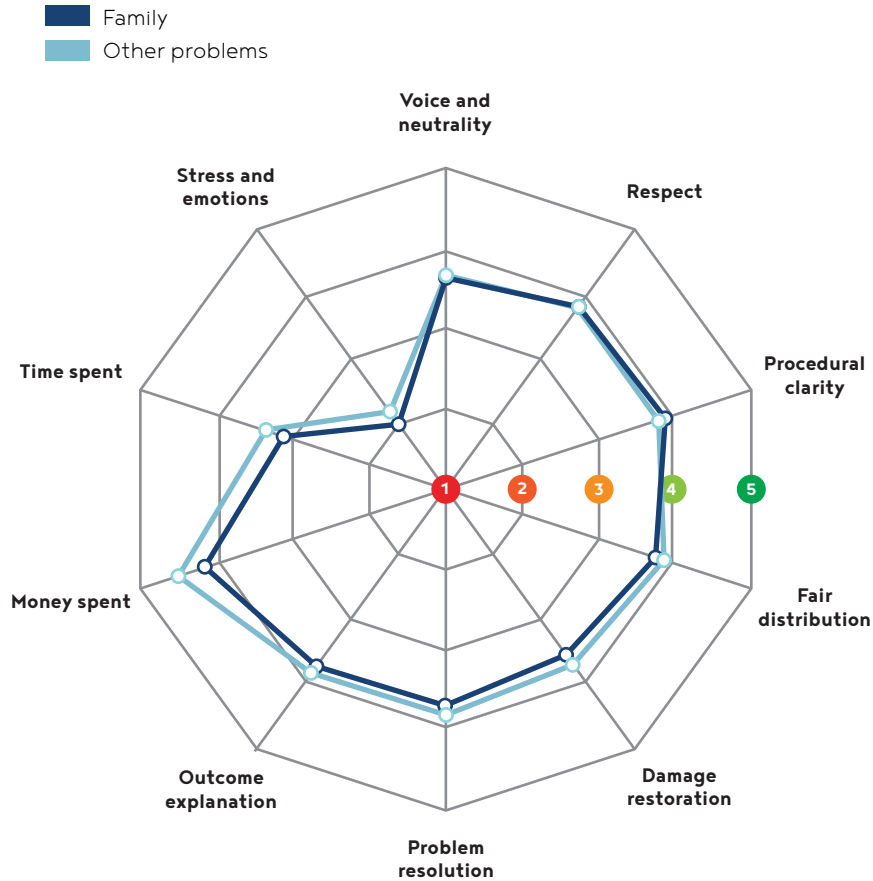 Family
Other problems
Voice and
neutrality
Stress and
emotions
Respect
Time spent
Procedural
clarity
1
2
3
4
5
Money spent
Fair
distribution
Outcome
explanation
Damage
restoration
Problem
resolution